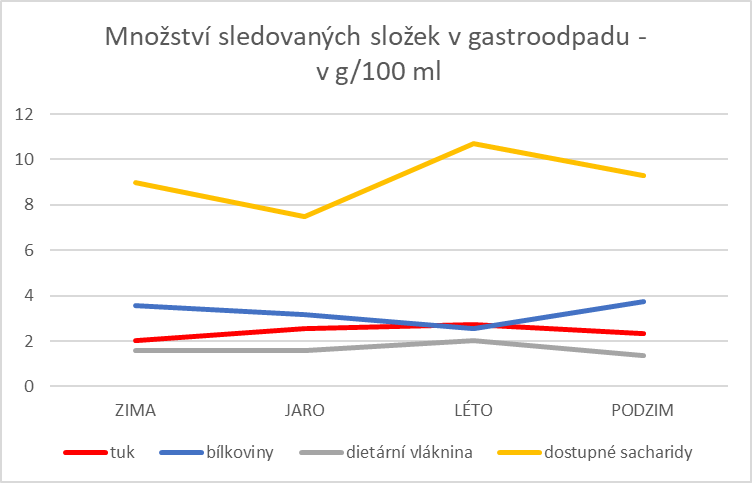 Množství sledovaných složek v gastroodpadu -
v g/100 ml
12
10
8
6
4
2
0
ZIMA JARO LÉTO PODZIM
tuk bílkoviny dietární vláknina dostupné sacharidy